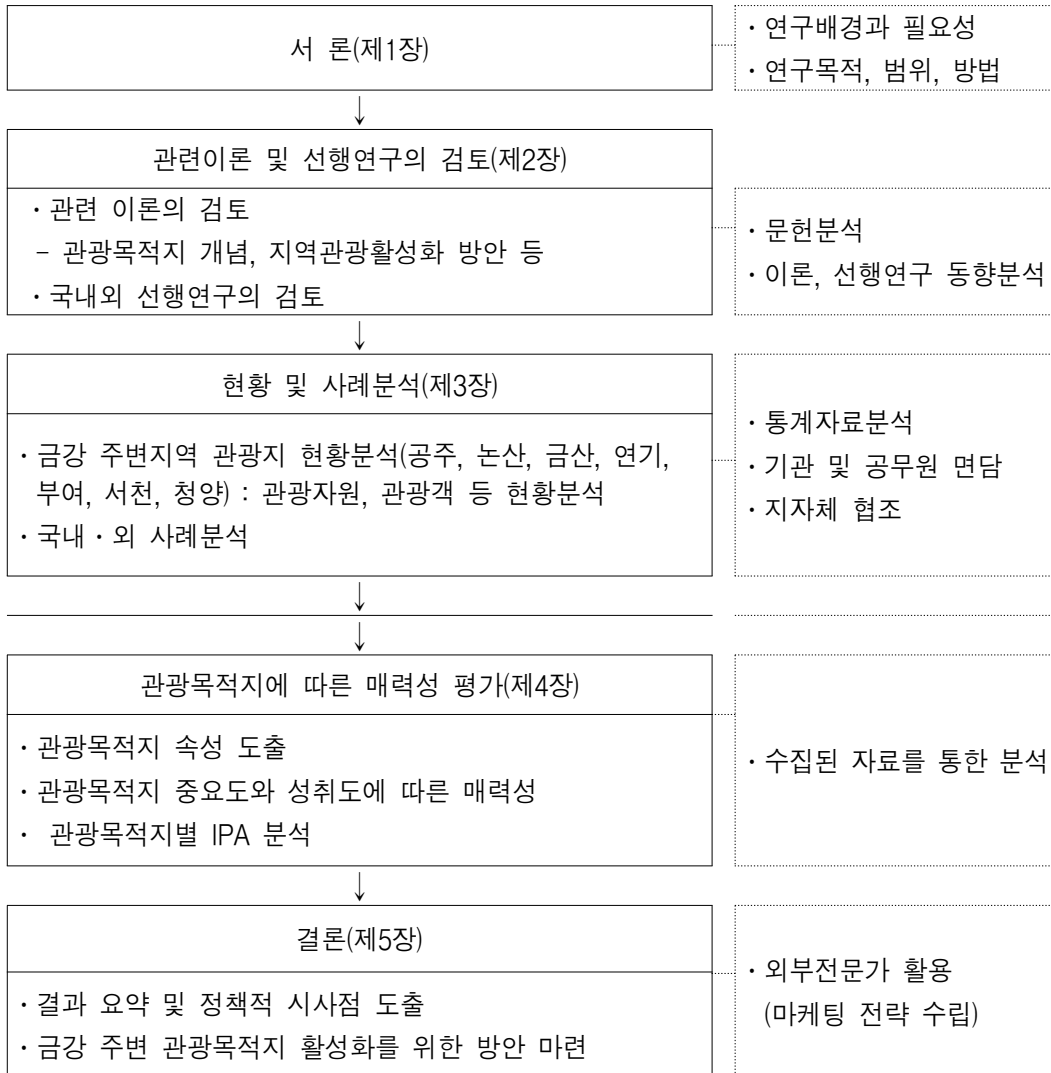 서 론(제1장)
· 연구배경과 필요성
· 연구목적, 범위, 방법
↓
관련이론 및 선행연구의 검토(제2장)
· 관련 이론의 검토
- 관광목적지 개념, 지역관광활성화 방안 등
· 국내외 선행연구의 검토
· 문헌분석
· 이론, 선행연구 동향분석
↓
현황 및 사례분석(제3장)
· 금강 주변지역 관광지 현황분석(공주, 논산, 금산, 연기,
부여, 서천, 청양) : 관광자원, 관광객 등 현황분석
· 국내·외 사례분석
· 통계자료분석
· 기관 및 공무원 면담
· 지자체 협조
↓
↓
관광목적지에 따른 매력성 평가(제4장)
· 관광목적지 속성 도출
· 관광목적지 중요도와 성취도에 따른 매력성
· 관광목적지별 IPA 분석
· 수집된 자료를 통한 분석
↓
결론(제5장)
· 결과 요약 및 정책적 시사점 도출
· 금강 주변 관광목적지 활성화를 위한 방안 마련
· 외부전문가 활용
(마케팅 전략 수립)